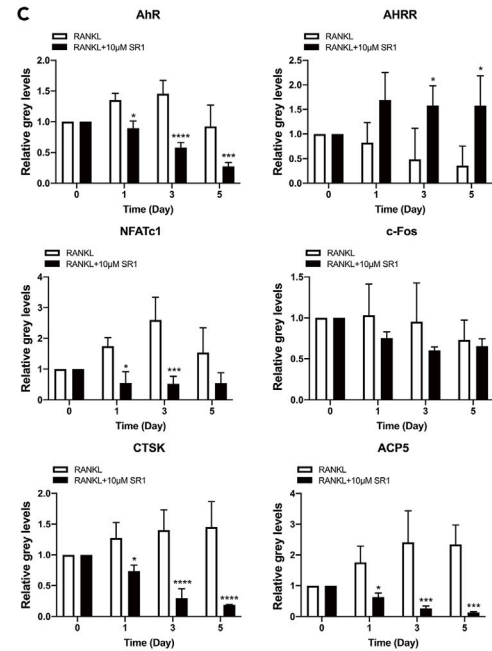 C
AhR
RANKL
RANKL+10μM SR1
Relative grey levels
2.0
1.5
1.0
0.5
0.0
*
****
***
0 1 3 5
Time (Day)
AHRR
RANKL
RANKL+10μM SR1
Relative grey levels
2.5
2.0
1.5
1.0
0.5
0.0
*
*
0 1 3 5
Time (Day)
NFATc1
RANKL
RANKL+10μM SR1
Relative grey levels
4
3
2
1
0
*
***
0 1 3 5
Time (Day)
c-Fos
RANKL
RANKL+10μM SR1
Relative grey levels
1.5
1.0
0.5
0.0
0 1 3 5
Time (Day)
CTSK
RANKL
RANKL+10μM SR1
Relative grey levels
2.0
1.5
1.0
0.5
0.0
*
****
****
0 1 3 5
Time (Day)
ACP5
RANKL
RANKL+10μM SR1
Relative grey levels
4
3
2
1
0
*
***
***
0 1 3 5
Time (Day)